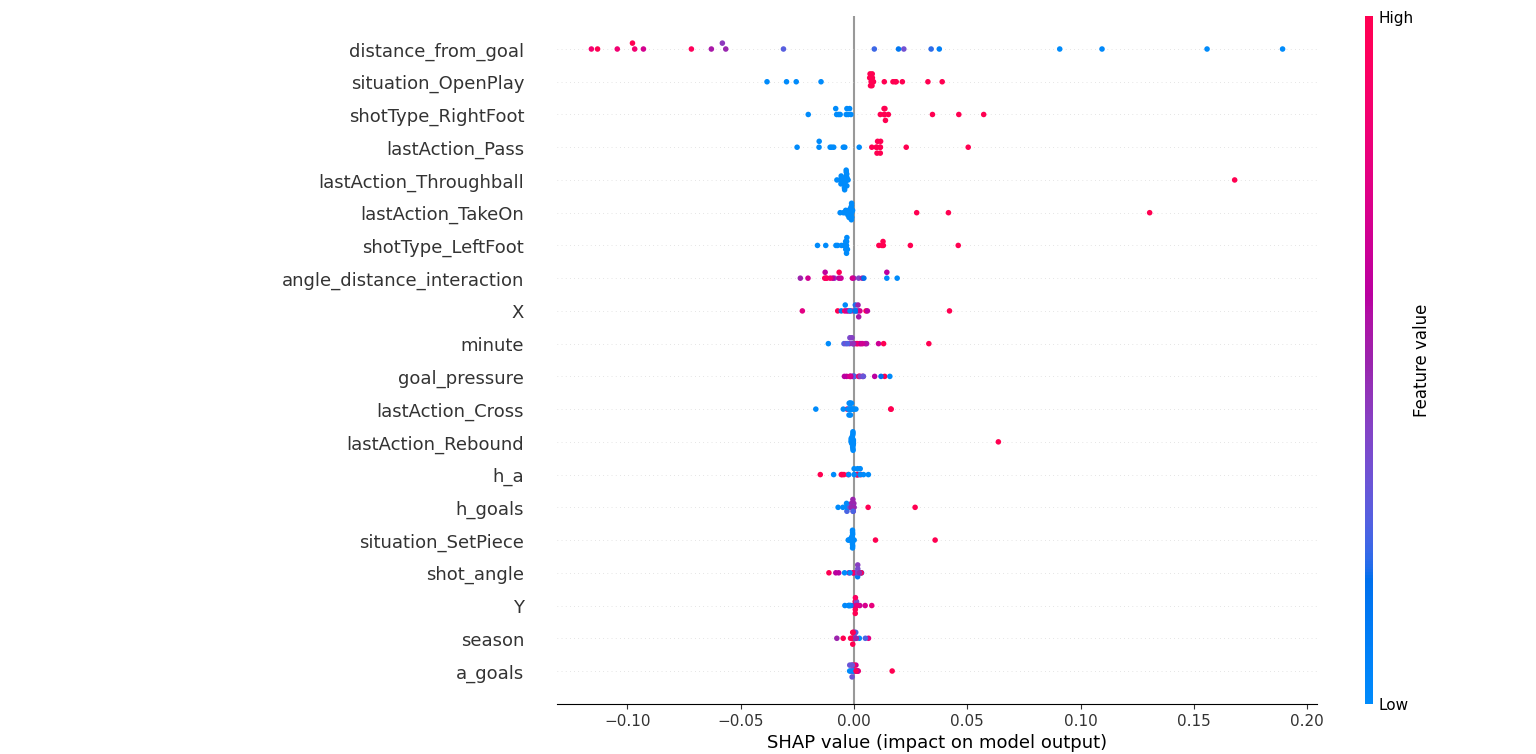 High
distance_from_goal
situation_OpenPlay
shotType_RightFoot
lastAction_Pass
lastAction_Throughball
lastAction_TakeOn
shotType_LeftFoot
angle_distance_interaction
X
minute
goal_pressure
lastAction_Cross
lastAction_Rebound
h_a
h_goals
situation_SetPiece
shot_angle
Y
season
a_goals
Feature value
Low
−0.10 −0.05 0.00 0.05 0.10 0.15 0.20
SHAP value (impact on model output)